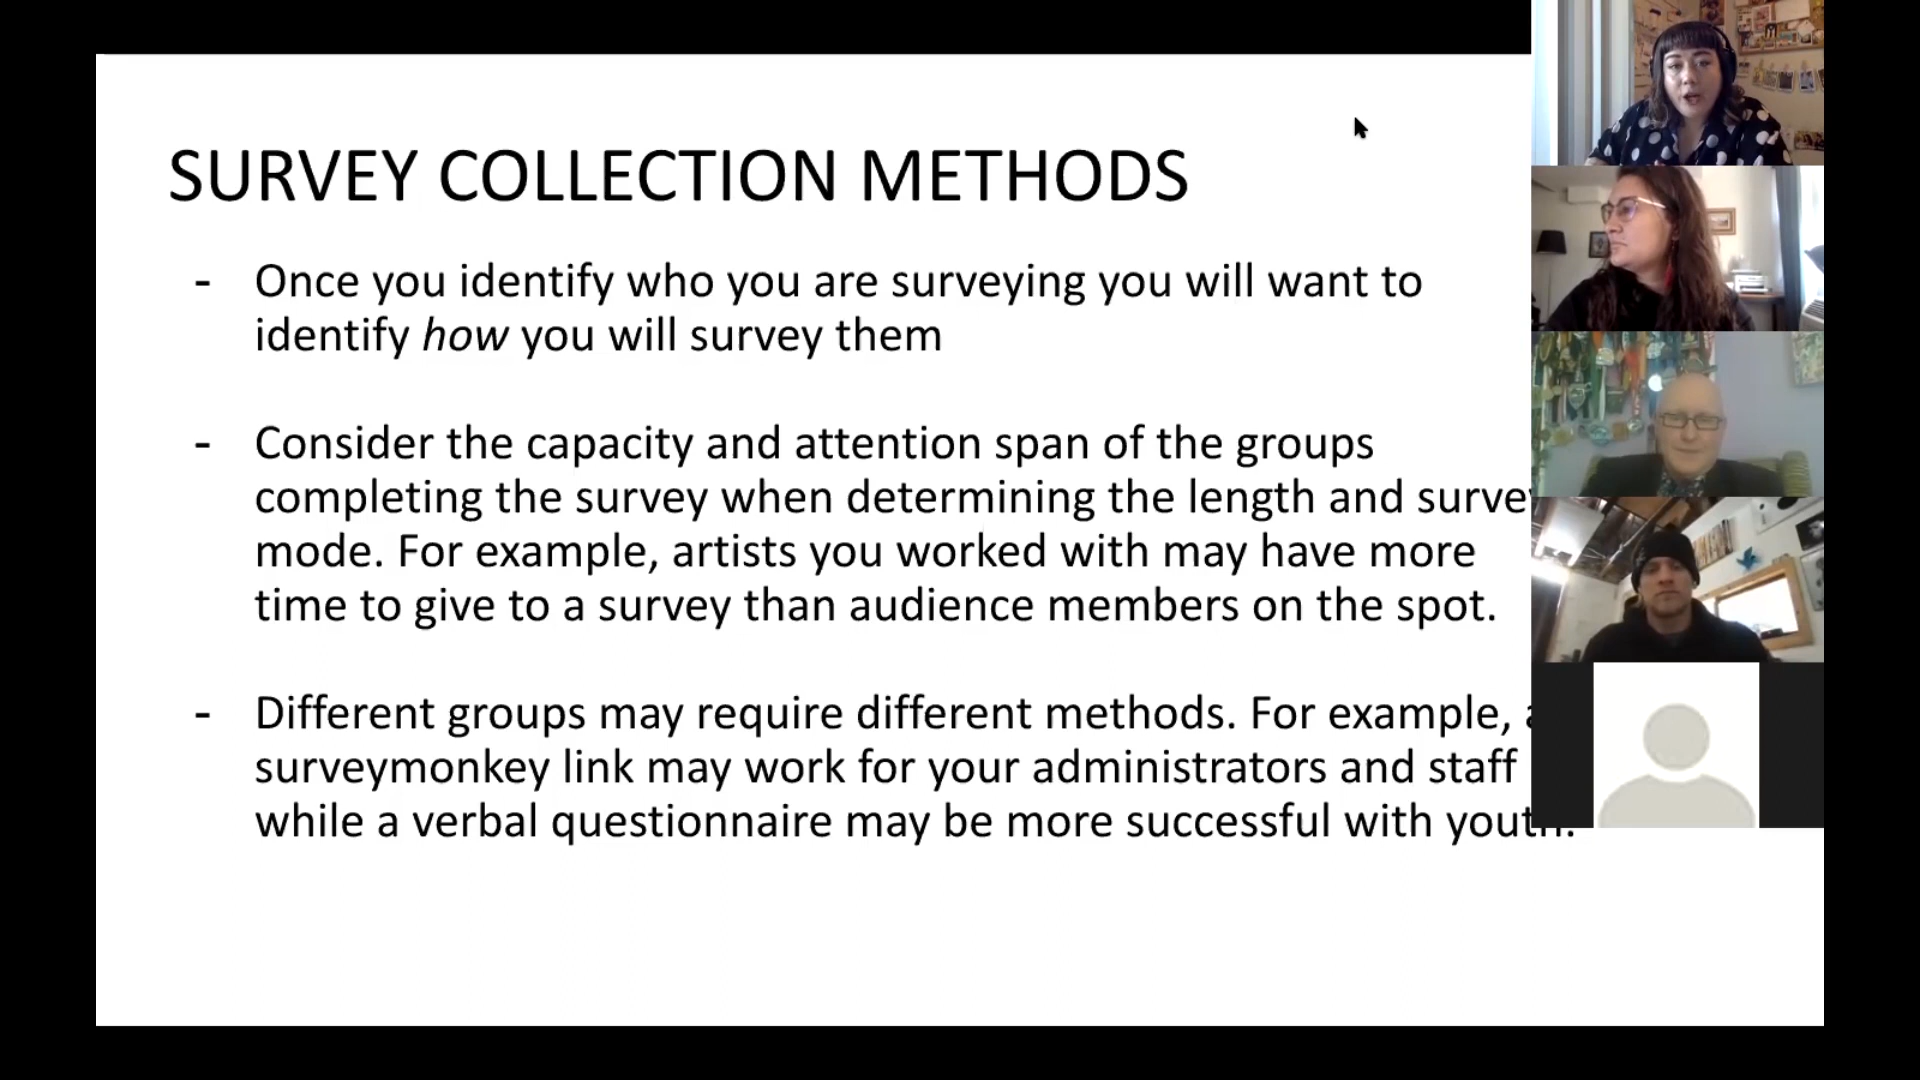 SURVEY COLLECTION METHODS
- Once you identify who you are surveying you will want to
identify how you will survey them
- Consider the capacity and attention span of the groups
completing the survey when determining the length and survey
mode. For example, artists you worked with may have more
time to give to a survey than audience members on the spot.
- Different groups may require different methods. For example, a
surveymonkey link may work for your administrators and staff
while a verbal questionnaire may be more successful with youth.